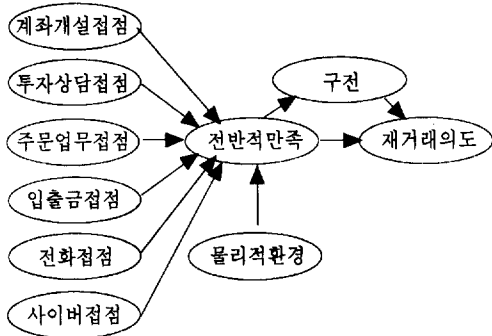 계좌개설접점
투자상담접점
주문업무접점
입출금접점
전화접점
사이버접점
전반적만족
물리적환경
구전
재거래의도